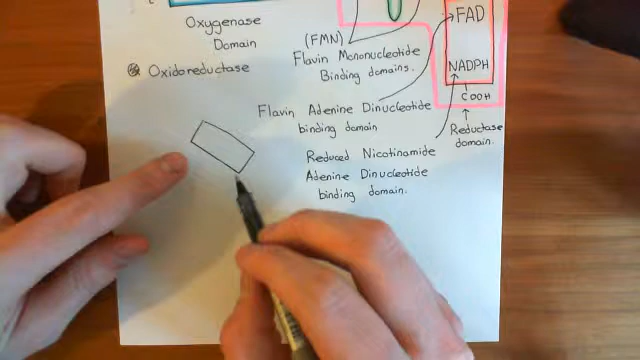 Oxygenase
Domain
Oxidoreductase
(FMN)
Flavin Mononucleotide
Binding domains.
FAD
NADPH
COOH
Reductase
domain.
Flavin Adenine Dinucleotide
binding domain
Reduced Nicotinamide
Adenine Dinucleotide
binding domain.